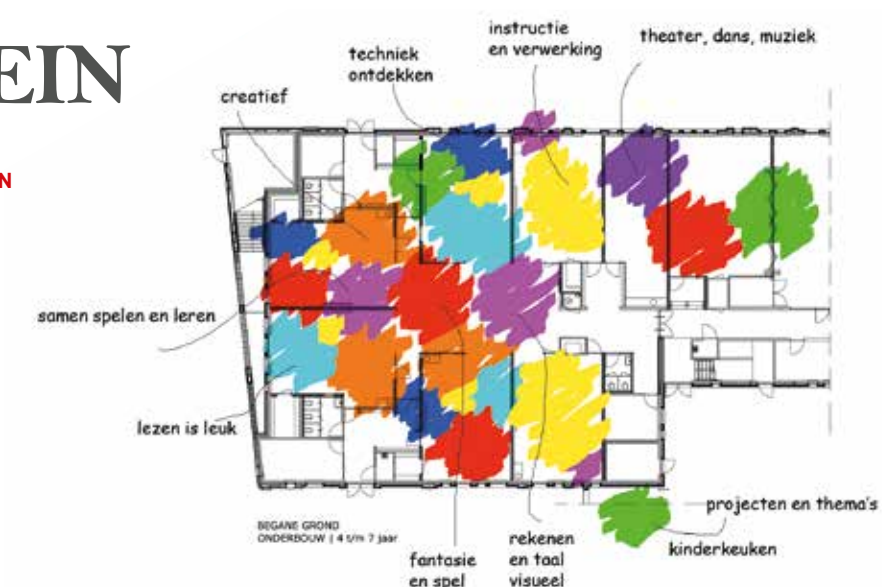 EIN
N
instructie
en verwerking
theater, dans, muziek
techniek
ontdekken
creatief
samen spelen en leren
lezen is leuk
BEGANE GROND
ONDERBOUW | 4 t/m 7 jaar
fantasie
en spel
rekenen
en taal
visueel
projecten en thema's
kinderkeuken